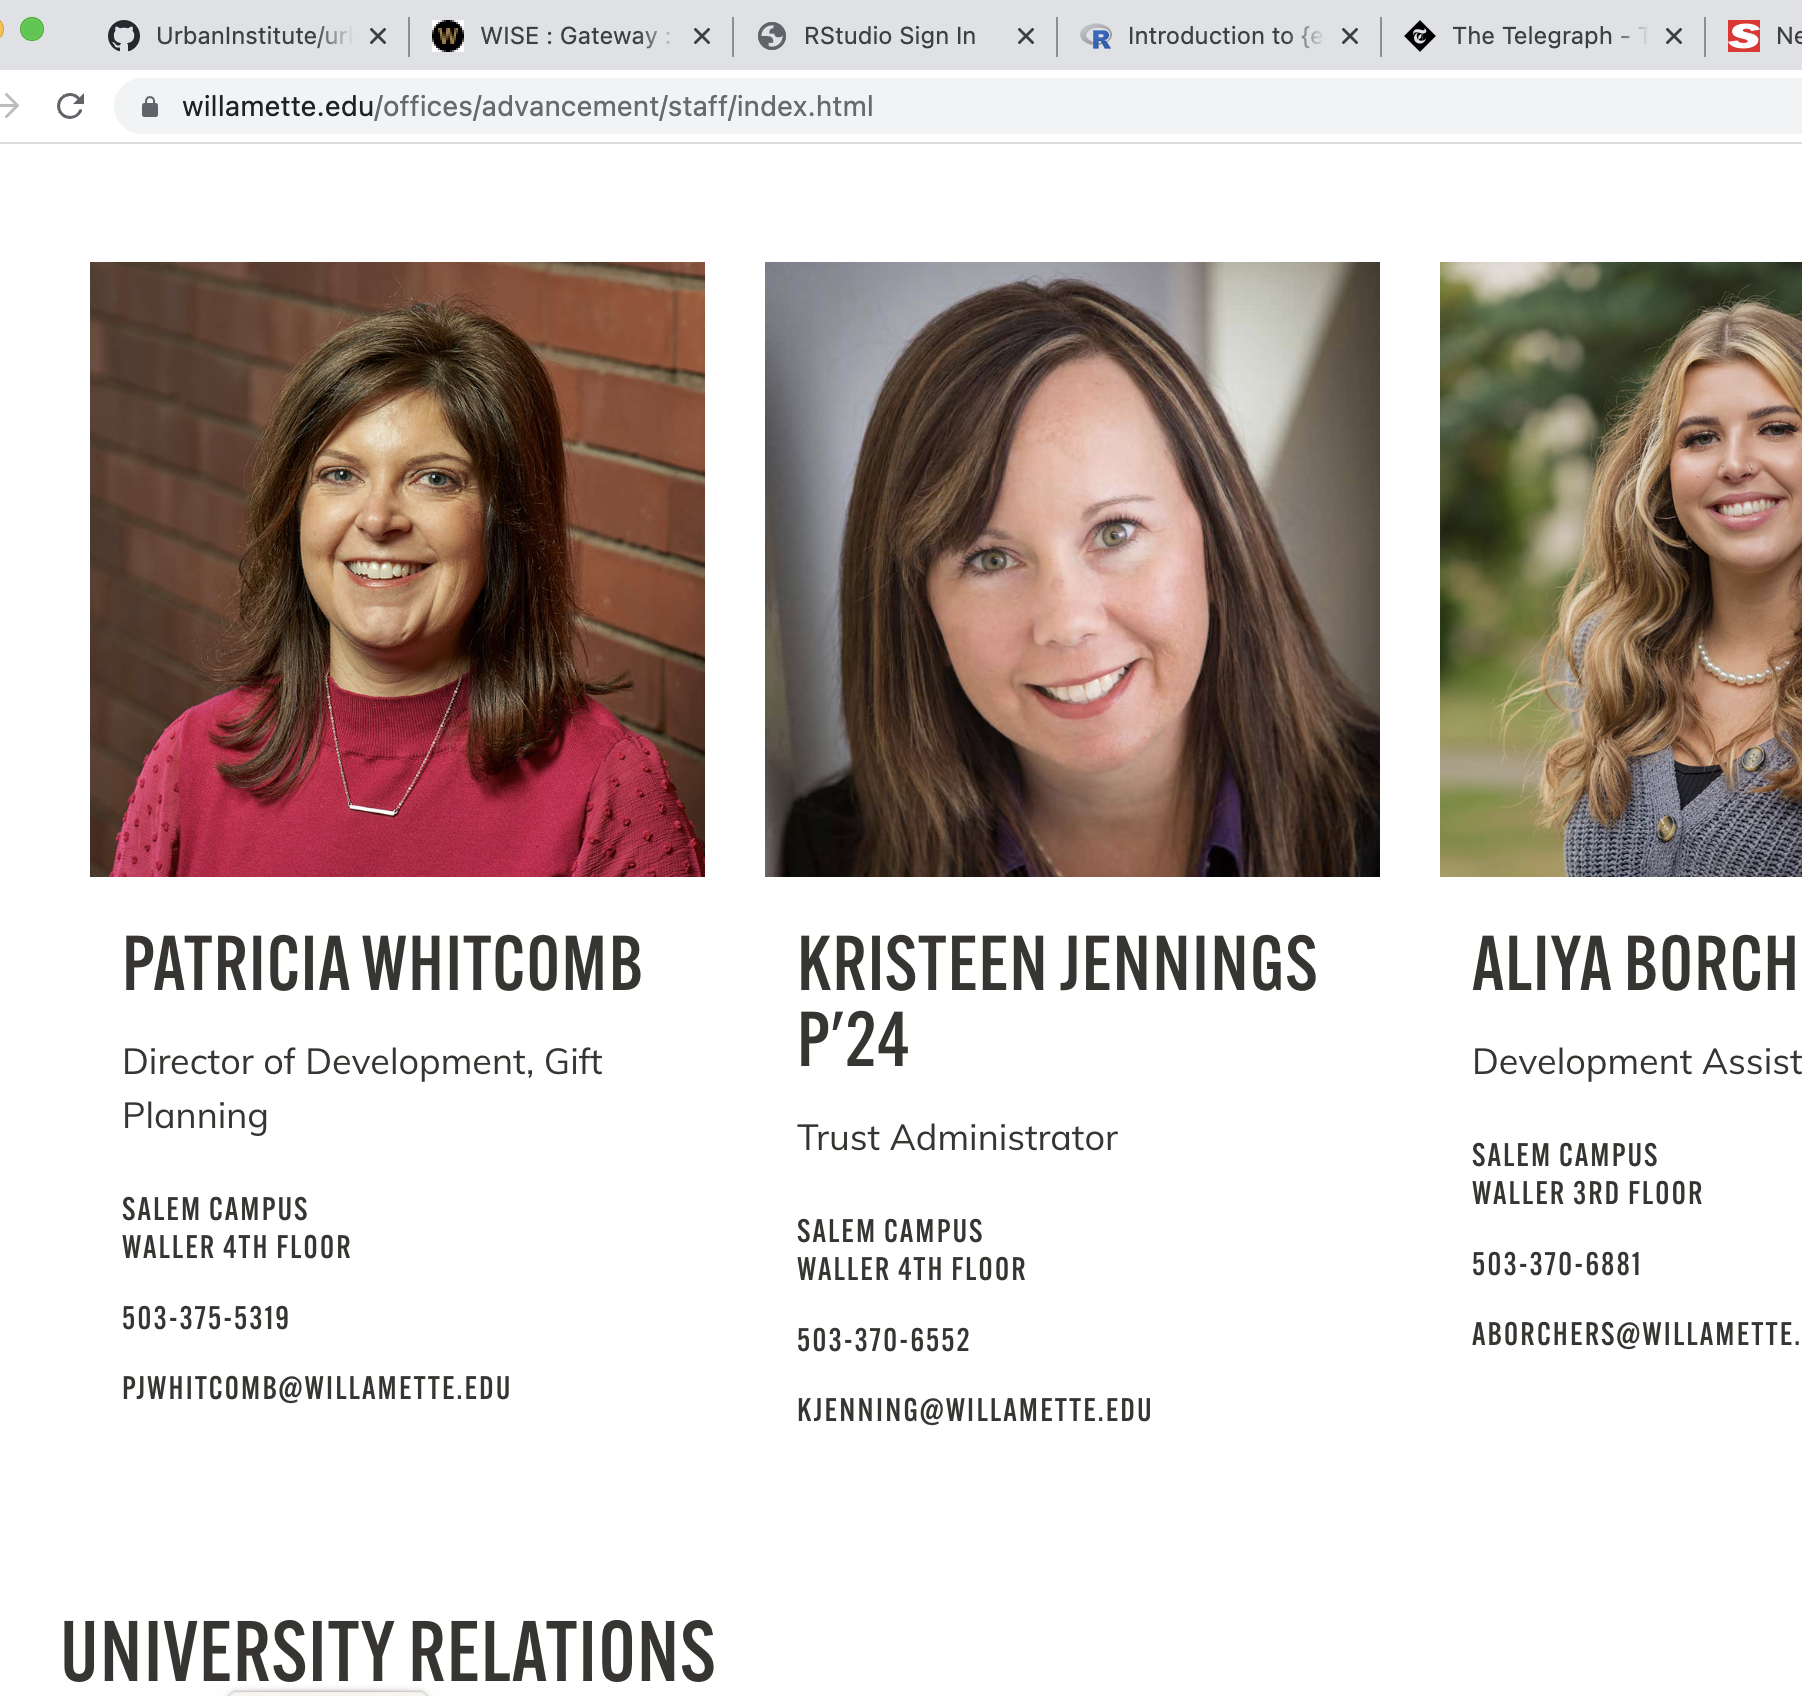 UrbanInstitute/url
WISE : Gateway :
RStudio Sign In
Introduction to {e
The Telegraph - T
Ne
willamette.edu/offices/advancement/staff/index.html
PATRICIA WHITCOMB
Director of Development, Gift
Planning
SALEM CAMPUS
WALLER 4TH FLOOR
503-375-5319
PJWHITCOMB@WILLAMETTE.EDU
KRISTEEN JENNINGS
P'24
Trust Administrator
SALEM CAMPUS
WALLER 4TH FLOOR
503-370-6552
KJENNING@WILLAMETTE.EDU
ALIYA BORCH
Development Assist
SALEM CAMPUS
WALLER 3RD FLOOR
503-370-6881
ABORCHERS@WILLAMETTE.
UNIVERSITY RELATIONS